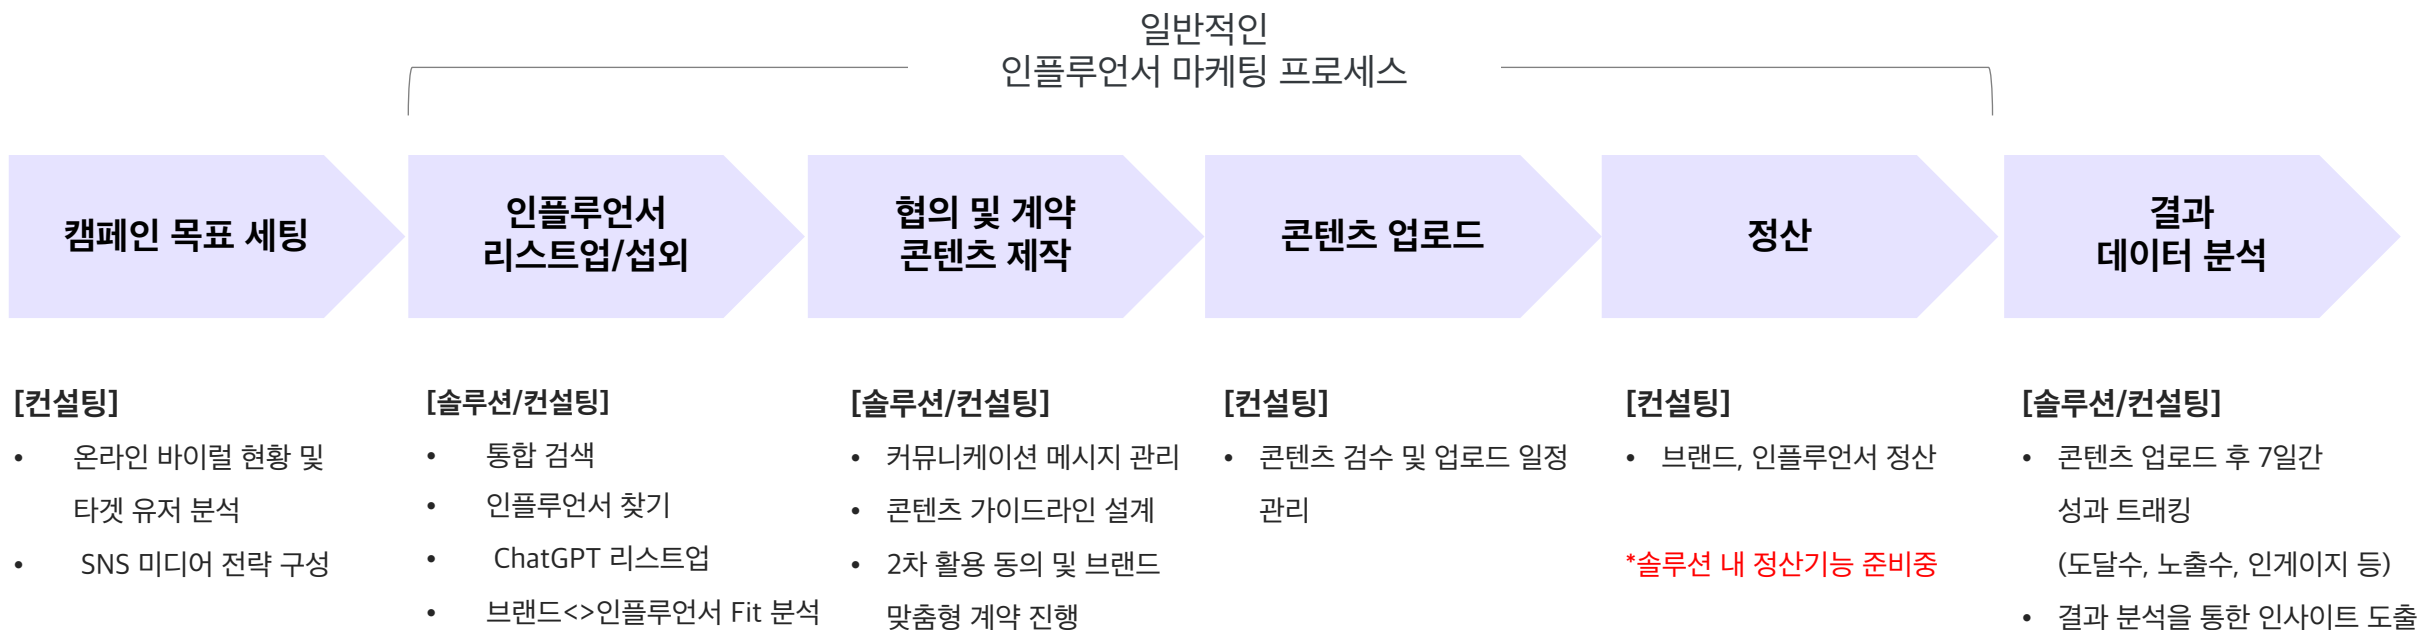 일반적인
인플루언서 마케팅 프로세스
캠페인 목표 세팅
인플루언서
리스트업/섭외
협의 및 계약
콘텐츠 제작
콘텐츠 업로드
정산
결과
데이터 분석
[컨설팅]
• 온라인 바이럴 현황 및
타겟 유저 분석
• SNS 미디어 전략 구성
[솔루션/컨설팅]
• 통합 검색
• 인플루언서 찾기
• ChatGPT 리스트업
• 브랜드<>인플루언서 Fit 분석
[솔루션/컨설팅]
• 커뮤니케이션 메시지 관리
• 콘텐츠 가이드라인 설계
• 2차 활용 동의 및 브랜드
맞춤형 계약 진행
[컨설팅]
• 콘텐츠 검수 및 업로드 일정
관리
[컨설팅]
• 브랜드, 인플루언서 정산
*솔루션 내 정산기능 준비중
[솔루션/컨설팅]
• 콘텐츠 업로드 후 7일간
성과 트래킹
(도달수, 노출수, 인게이지 등)
• 결과 분석을 통한 인사이트 도출